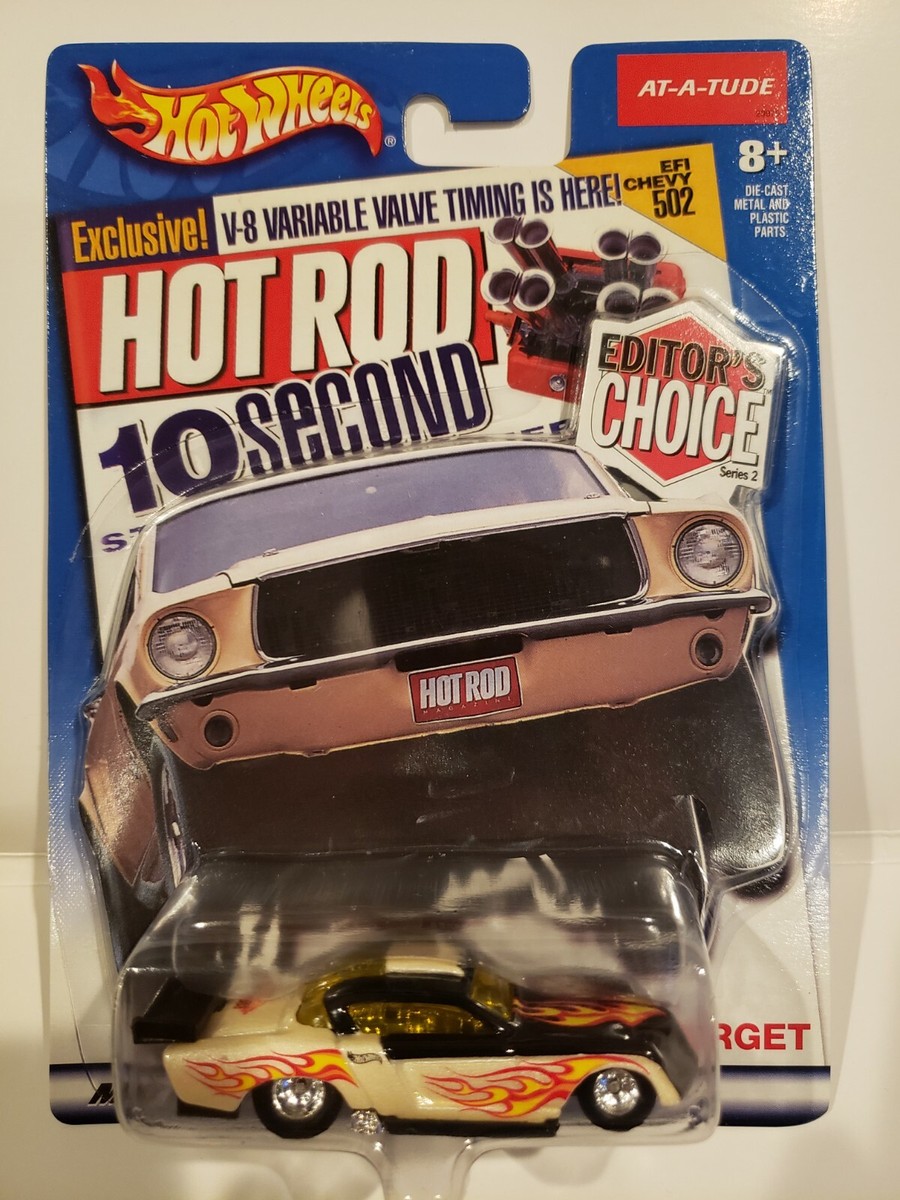 HOT WHEELS ®
AT-A-TUDE
8+
DIE-CAST
METAL AND
PLASTIC
PARTS.
Exclusive! V-8 VARIABLE VALVE TIMING IS HERE!
EFI
CHEVY
502
HOT ROD
10 SECOND
EDITOR'S
CHOICE
Series 2
HOT ROD
MAGAZINE
RGET